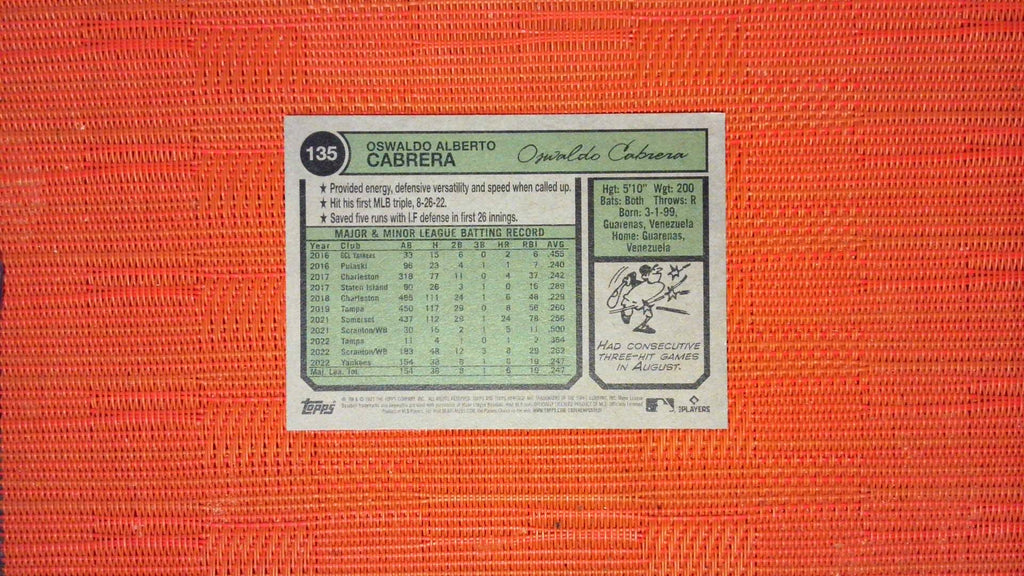 135
OSWALDO ALBERTO
CABRERA
Oswaldo Cabrera
★ Provided energy, defensive versatility and speed when called up.
★ Hit his first MLB triple, 8-26-22.
★ Saved five runs with LF defense in first 26 innings.
MAJOR & MINOR LEAGUE BATTING RECORD
Year Club AB H 2B 3B HR RBI AVG
2016 GCL Yankees 33 15 6 0 2 6 .455
2016 Pulaski 96 23 4 1 1 7 .240
2017 Charleston 318 77 11 0 4 37 .242
2017 Staten Island 90 26 3 1 0 16 .289
2018 Charleston 485 111 24 1 6 48 .229
2019 Tampa 450 117 29 0 8 56 .260
2021 Somerset 437 112 29 1 24 78 .256
2021 Scranton/WB 30 15 2 1 5 11 .500
2022 Tampa 11 4 1 0 1 2 .364
2022 Scranton/WB 183 48 12 3 8 29 .262
2022 Yankees 154 38 8 1 6 19 .247
Maj. Lea. Tot. 154 38 8 1 6 19 .247
Hgt: 5'10" Wgt: 200
Bats: Both Throws: R
Born: 3-1-99,
Guarenas, Venezuela
Home: Guarenas,
Venezuela
HAD CONSECUTIVE
THREE-HIT GAMES
IN AUGUST.
Topps
PLAYERS